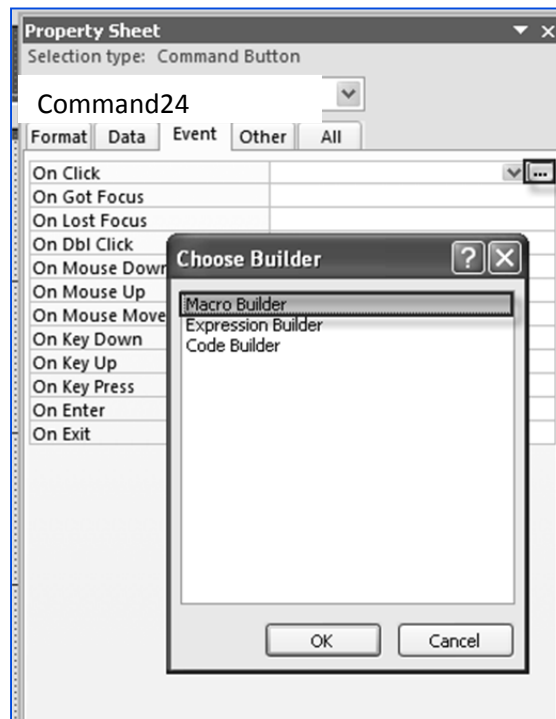 Property Sheet
Selection type: Command Button
Command24
Format Data Event Other All
On Click ...
On Got Focus
On Lost Focus
On Dbl Click
On Mouse Down
On Mouse Up
On Mouse Move
On Key Down
On Key Up
On Key Press
On Enter
On Exit
Choose Builder
Macro Builder
Expression Builder
Code Builder
OK Cancel